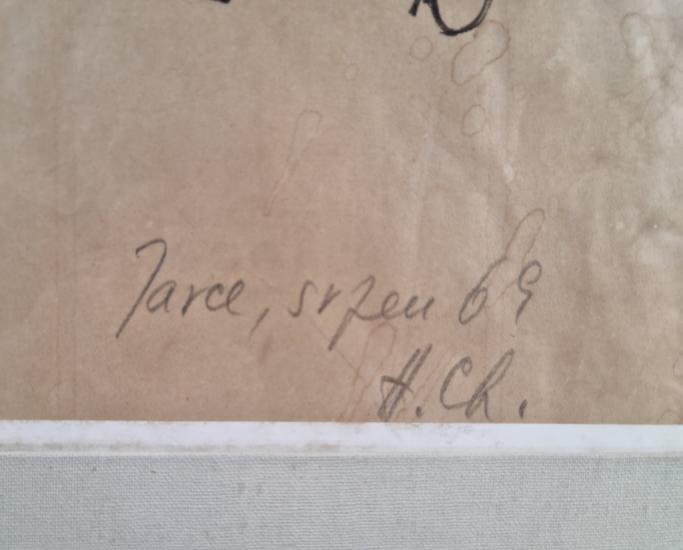 Jarce, srpen 69
H. Ch.